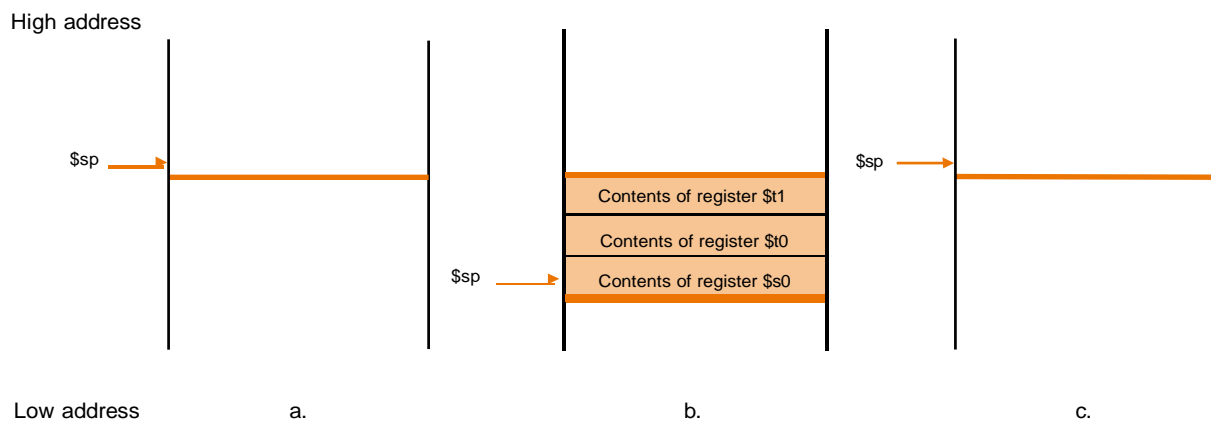 High address
$sp
$sp
Contents of register $t1
Contents of register $t0
$sp
Contents of register $s0
Low address
a.
b.
c.